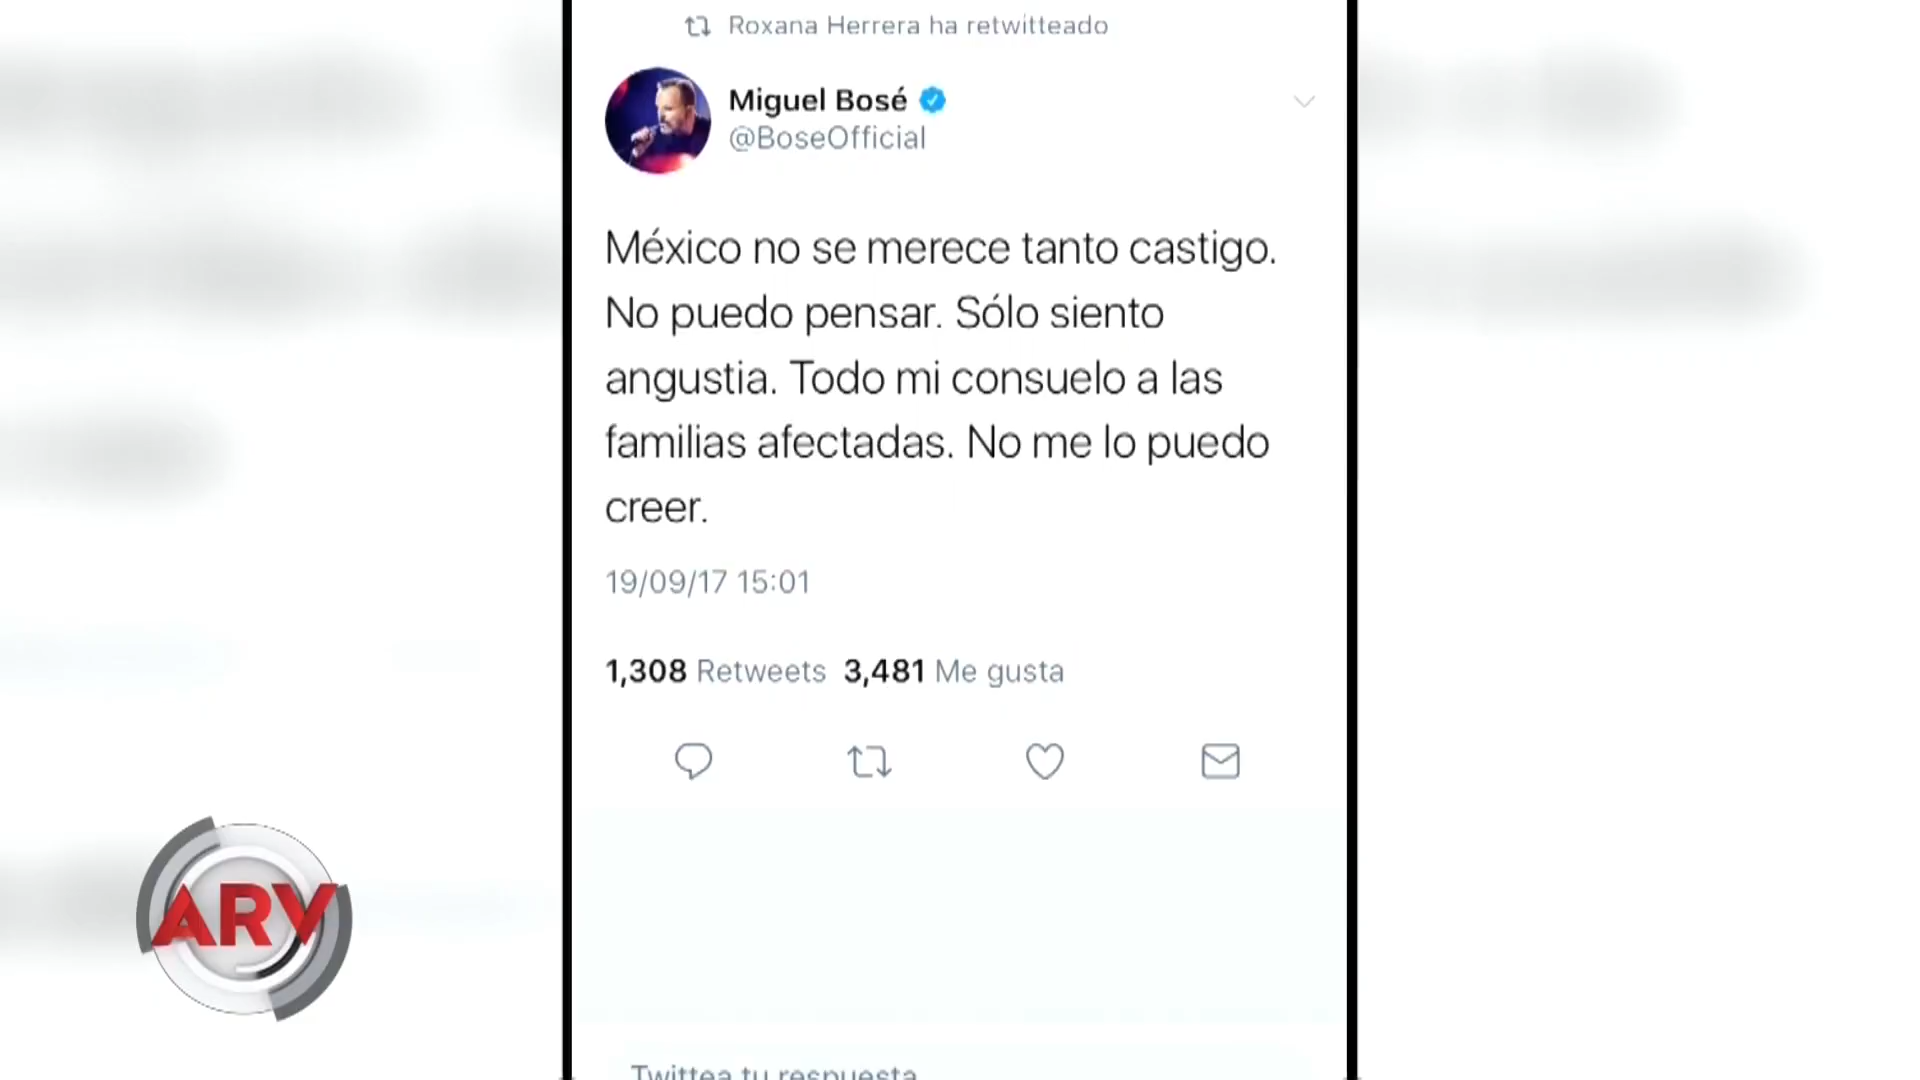 Roxana Herrera ha retwitteado
Miguel Bosé
@BoseOfficial
México no se merece tanto castigo.
No puedo pensar. Sólo siento
angustia. Todo mi consuelo a las
familias afectadas. No me lo puedo
creer.
19/09/17 15:01
1,308 Retweets 3,481 Me gusta
ARV
Twittea tu respuesta